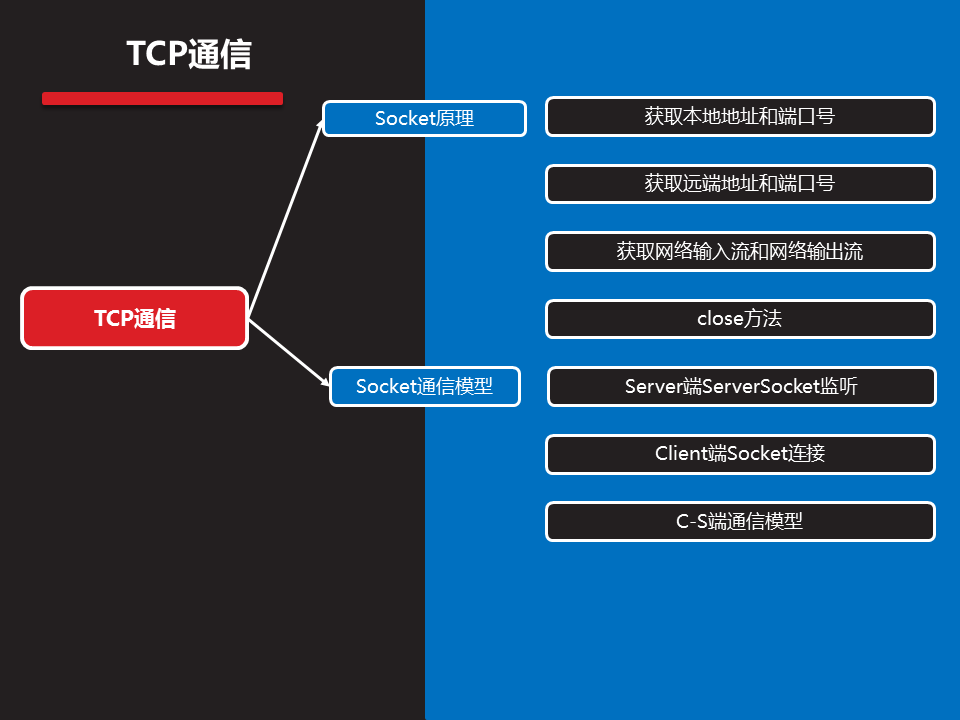 TCP通信
Socket原理
获取本地地址和端口号
获取远端地址和端口号
获取网络输入流和网络输出流
close方法
TCP通信
Socket通信模型
Server端ServerSocket监听
Client端Socket连接
C-S端通信模型